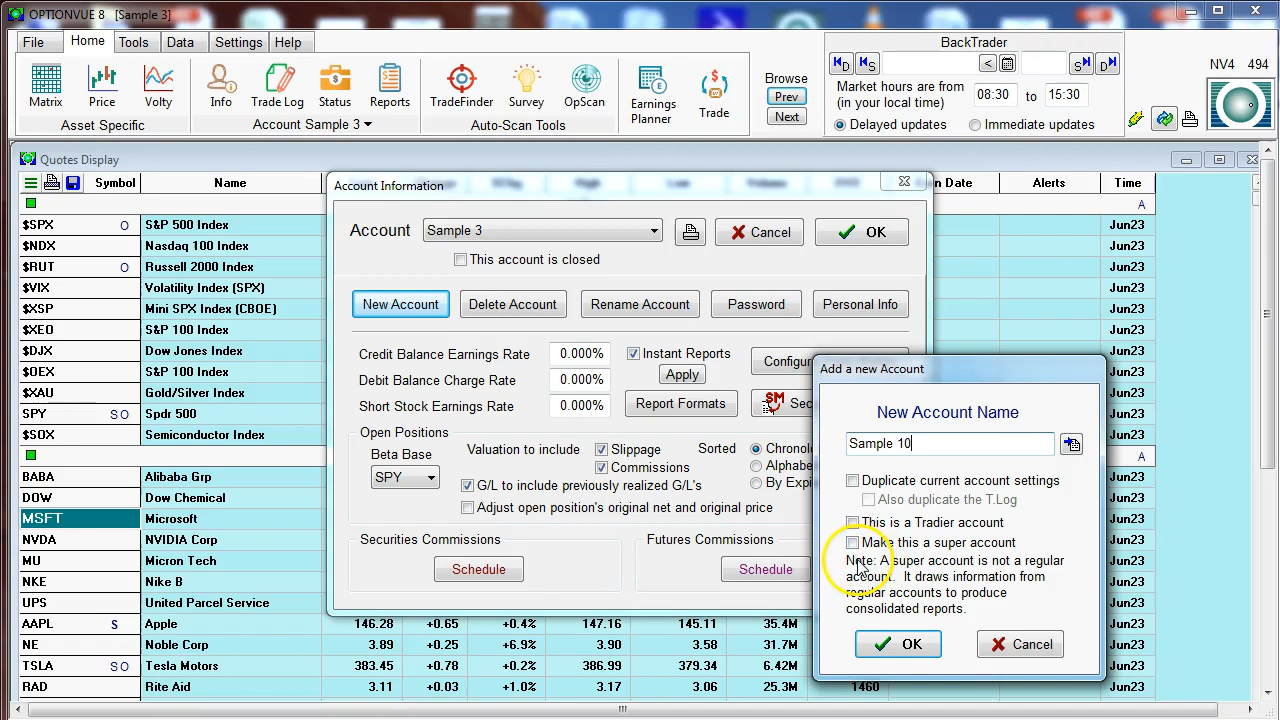 OPTIONVUE 8 [Sample 3]
File Home Tools Data Settings Help
Matrix Price Volty
Asset Specific
Info Trade Log Status Reports
Account Sample 3
TradeFinder Survey OpScan
Auto-Scan Tools
Earnings Planner
Trade
Browse
Prev
Next
BackTrader
D S < S D
Market hours are from
(in your local time) 08:30 to 15:30
Delayed updates Immediate updates
NV4 494
Quotes Display
Symbol Name Date Alerts Time
A
$SPX O S&P 500 Index Jun23
$NDX Nasdaq 100 Index Jun23
$RUT O Russell 2000 Index Jun23
$VIX Volatility Index (SPX) Jun23
$XSP Mini SPX Index (CBOE) Jun23
$XEO S&P 100 Index Jun23
$DJX Dow Jones Index Jun23
$OEX S&P 100 Index Jun23
$XAU Gold/Silver Index Jun23
SPY S O Spdr 500 Jun23
$SOX Semiconductor Index Jun23
A
BABA Alibaba Grp Jun23
DOW Dow Chemical Jun23
MSFT Microsoft Jun23
NVDA NVIDIA Corp Jun23
MU Micron Tech Jun23
NKE Nike B Jun23
UPS United Parcel Service Jun23
AAPL S Apple 146.28 +0.65 +0.4% 147.16 145.11 35.4M Jun23
NE Noble Corp 3.89 +0.25 +6.9% 3.90 3.58 31.7M Jun23
TSLA S O Tesla Motors 383.45 +0.78 +0.2% 386.99 379.34 6.42M Jun23
RAD Rite Aid 3.11 +0.03 +1.0% 3.17 3.06 25.3M 1460 Jun23
Account Information
Account Sample 3 Cancel OK
This account is closed
New Account Delete Account Rename Account Password Personal Info
Credit Balance Earnings Rate 0.000%
Debit Balance Charge Rate 0.000%
Short Stock Earnings Rate 0.000%
Instant Reports
Apply
Report Formats
Configu
$M Sec
Open Positions
Beta Base
SPY
Valuation to include Slippage
Commissions
Sorted Chronol
Alphabe
By Expi
G/L to include previously realized G/L's
Adjust open position's original net and original price
Securities Commissions
Schedule
Futures Commissions
Schedule
Add a new Account
New Account Name
Sample 10
Duplicate current account settings
Also duplicate the T.Log
This is a Tradier account
Make this a super account
Note: A super account is not a regular
account. It draws information from
regular accounts to produce
consolidated reports.
OK Cancel